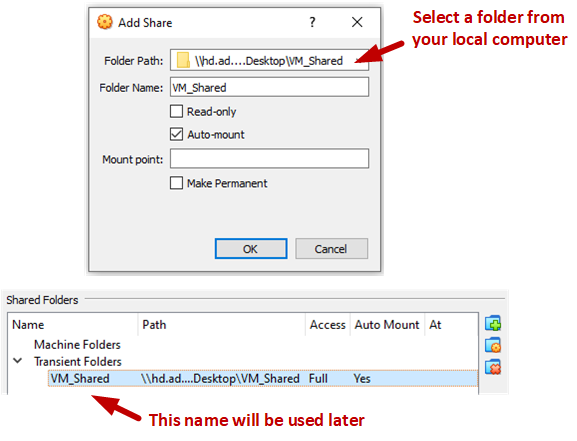 Add Share ?
Select a folder from
your local computer
Folder Path: \\hd.ad....Desktop\VM_Shared
Folder Name: VM_Shared
Read-only
Auto-mount
Mount point:
Make Permanent
OK Cancel
Shared Folders
Name Path Access Auto Mount At
Machine Folders
Transient Folders
VM_Shared \\hd.ad....Desktop\VM_Shared Full Yes
This name will be used later